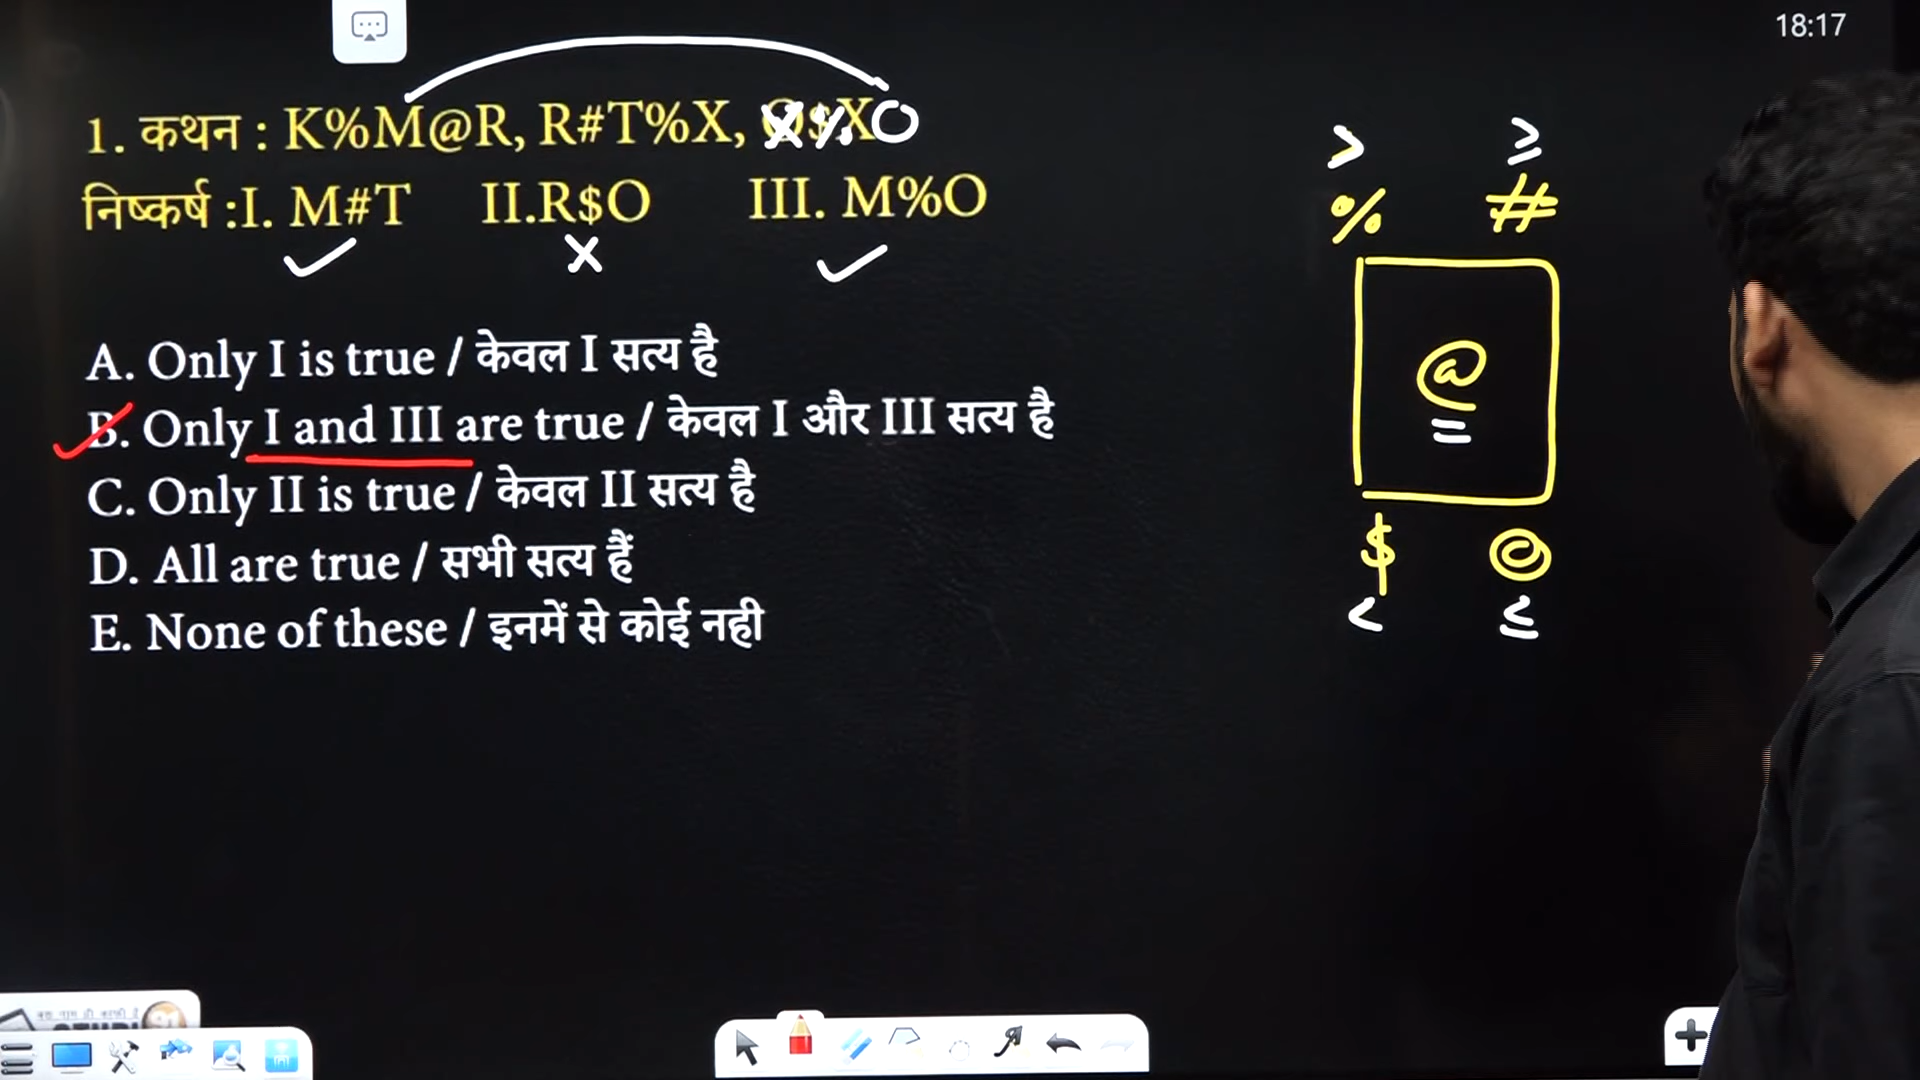 18:17
1. कथन : K%M@R, R#T%X, X%O
निष्कर्ष :I. M#T II.R$O III. M%O
A. Only I is true / केवल I सत्य है
B. Only I and III are true / केवल I और III सत्य है
C. Only II is true / केवल II सत्य है
D. All are true / सभी सत्य हैं
E. None of these / इनमें से कोई नही
> ≥
% #
@
=
$ ©
< ≤